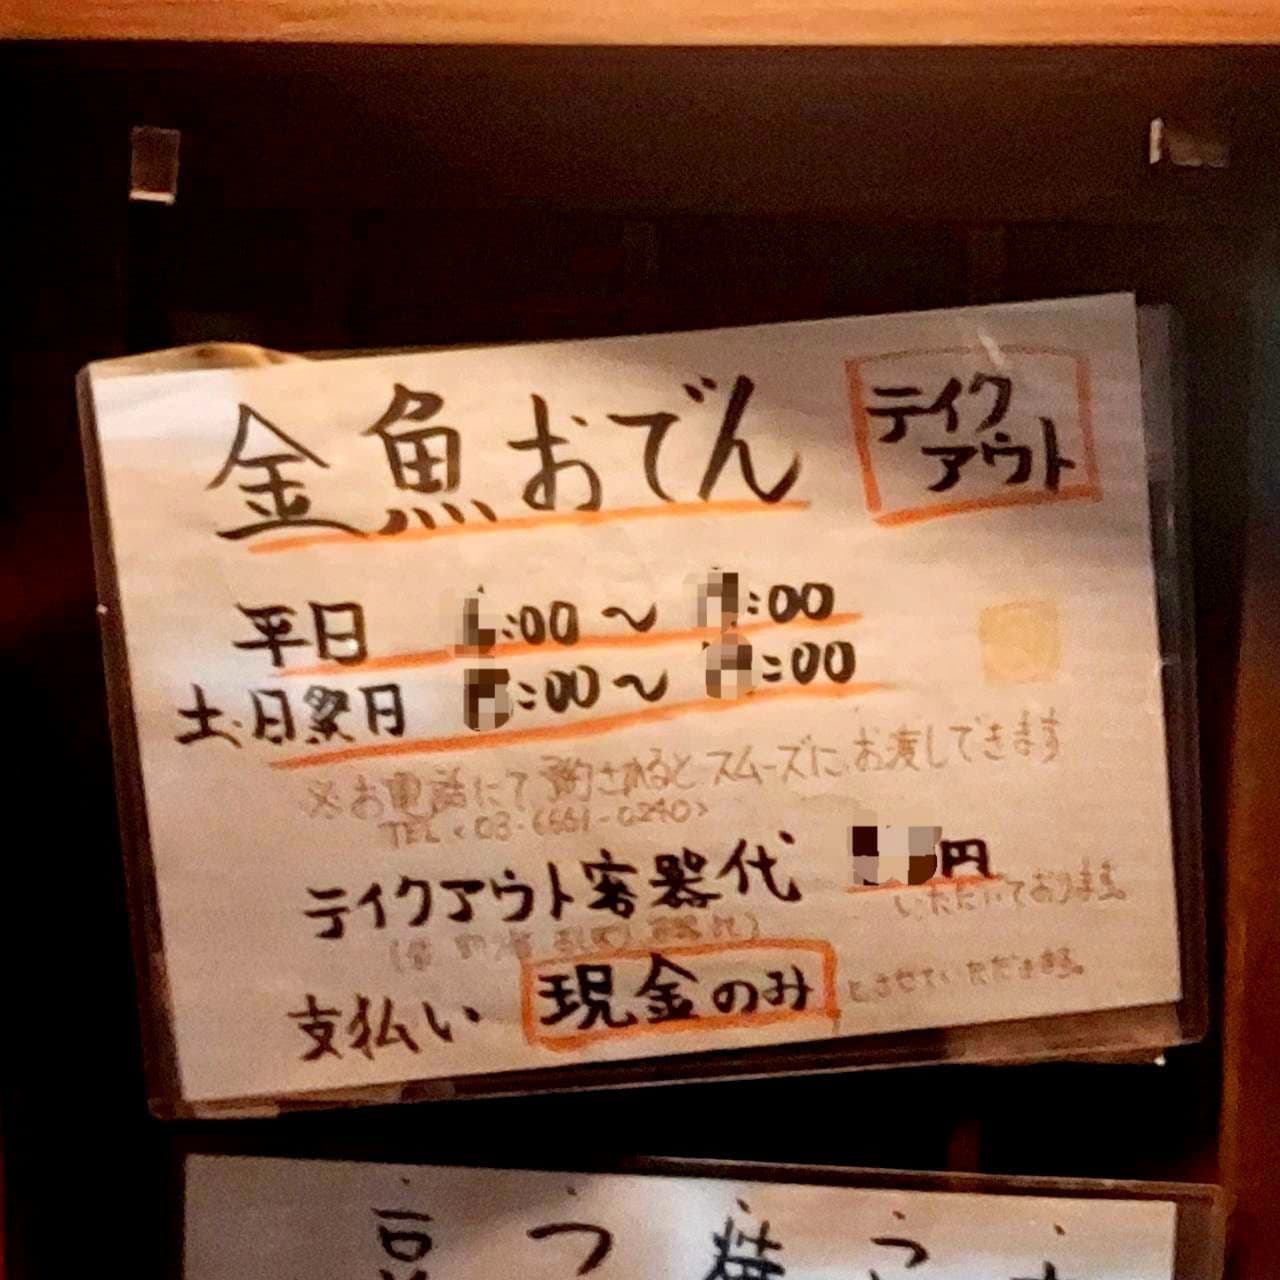 金魚おでん
テイク
アウト
平日 :00〜 :00
土・日祭日 :00〜 :00
※お電話にて予約されるとスムーズにお渡しできます
TEL
テイクアウト容器代 円
いただいております。
支払い 現金のみ とさせていただきます。